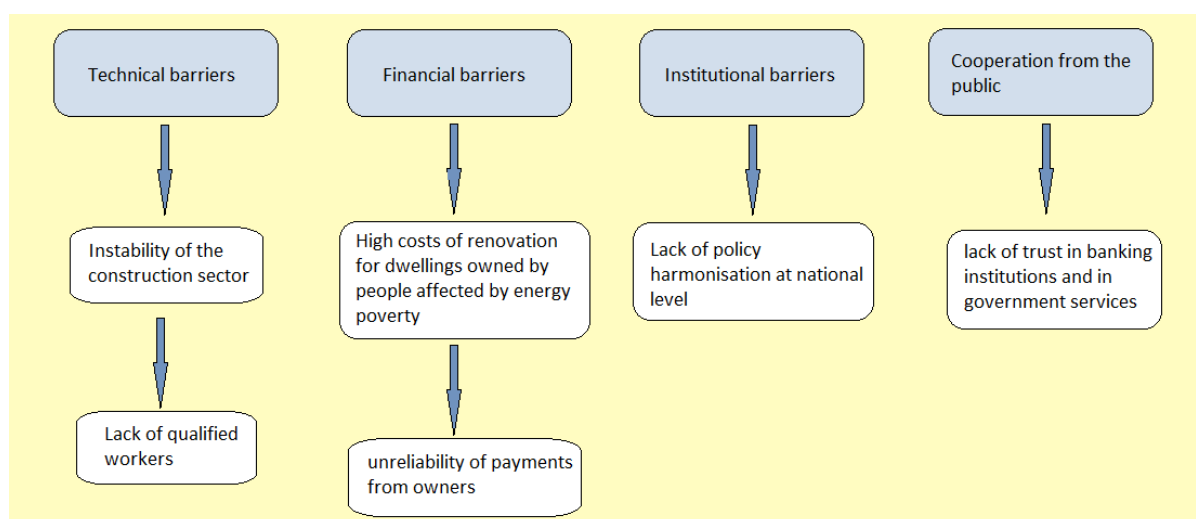 Technical barriers
Financial barriers
Institutional barriers
Cooperation from the
public
Instability of the
construction sector
High costs of renovation
for dwellings owned by
people affected by energy
poverty
Lack of policy
harmonisation at national
level
lack of trust in banking
institutions and in
government services
Lack of qualified
workers
unreliability of payments
from owners